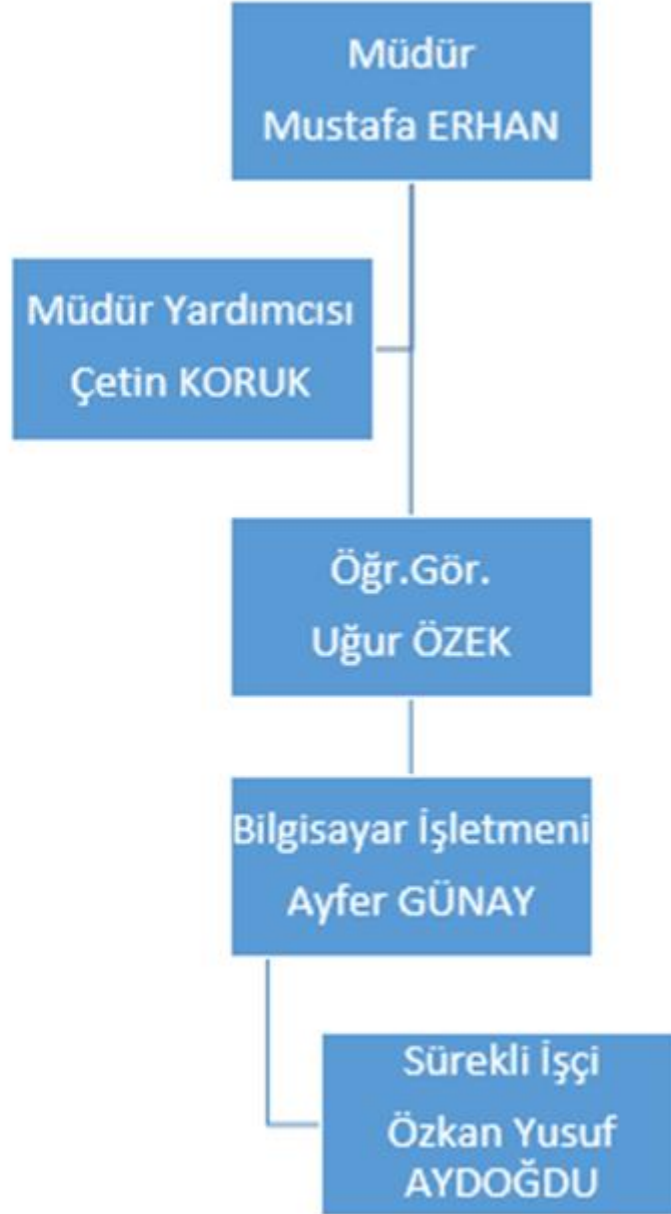 Müdür
Mustafa ERHAN
Müdür Yardımcısı
Çetin KORUK
Öğr.Gör.
Uğur ÖZEK
Bilgisayar İşletmeni
Ayfer GÜNAY
Sürekli İşçi
Özkan Yusuf
AYDOĞDU